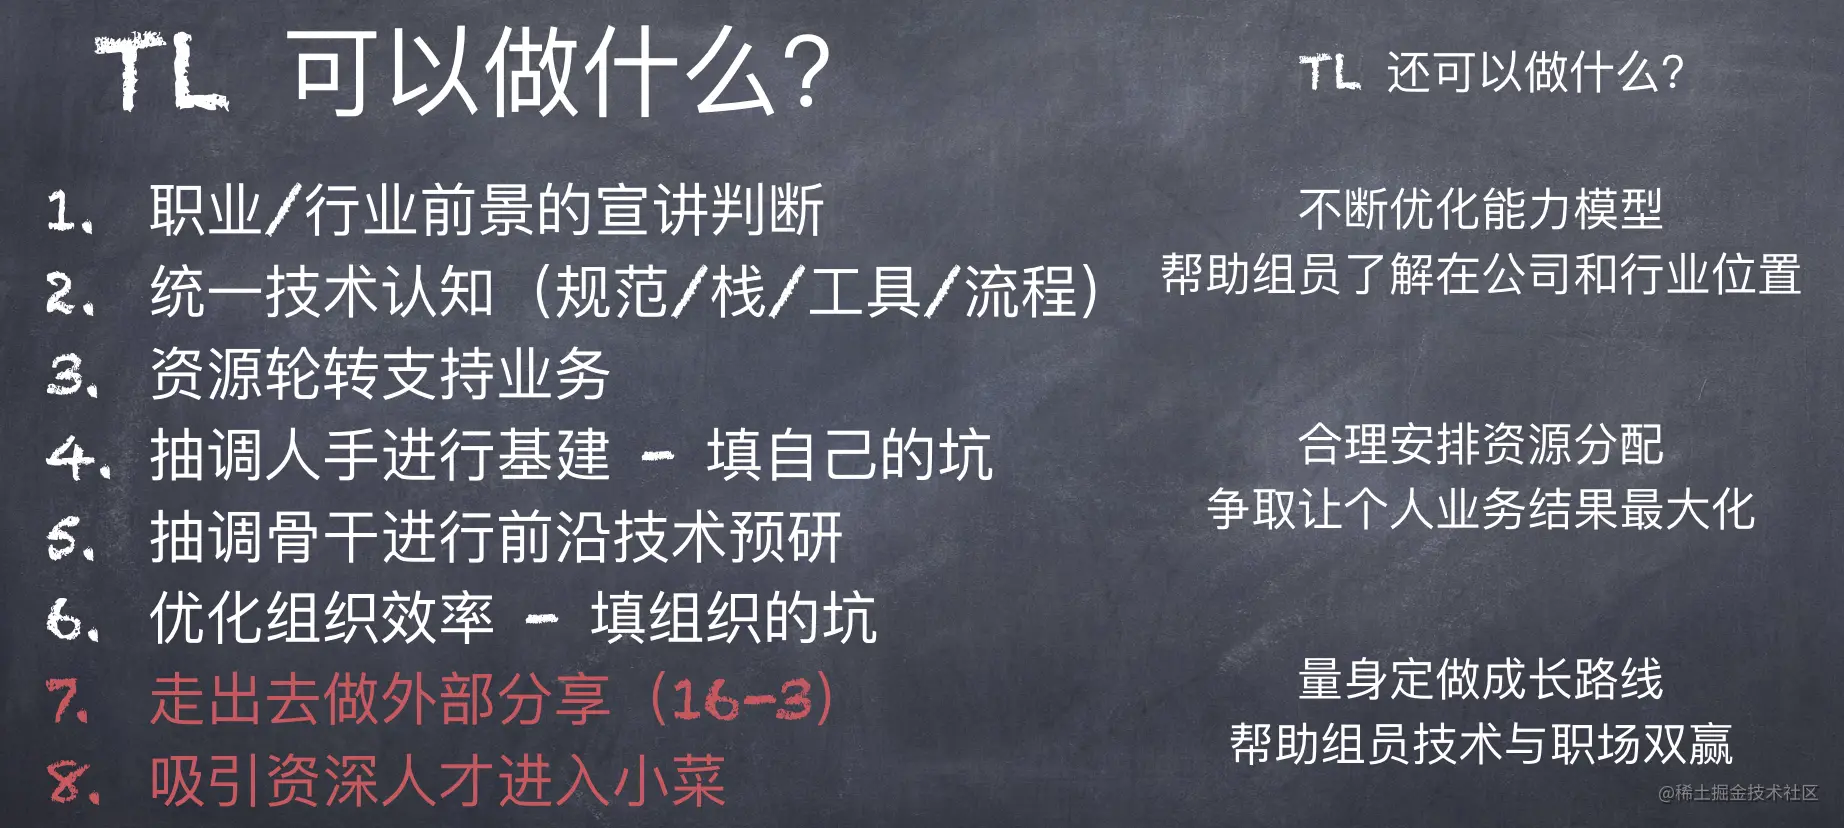 TL 可以做什么？
1. 职业/行业前景的宣讲判断
2. 统一技术认知（规范/栈/工具/流程）
3. 资源轮转支持业务
4. 抽调人手进行基建 - 填自己的坑
5. 抽调骨干进行前沿技术预研
6. 优化组织效率 - 填组织的坑
7. 走出去做外部分享（16-3）
8. 吸引资深人才进入小菜
TL 还可以做什么？
不断优化能力模型
帮助组员了解在公司和行业位置
合理安排资源分配
争取让个人业务结果最大化
量身定做成长路线
帮助组员技术与职场双赢
@稀土掘金技术社区